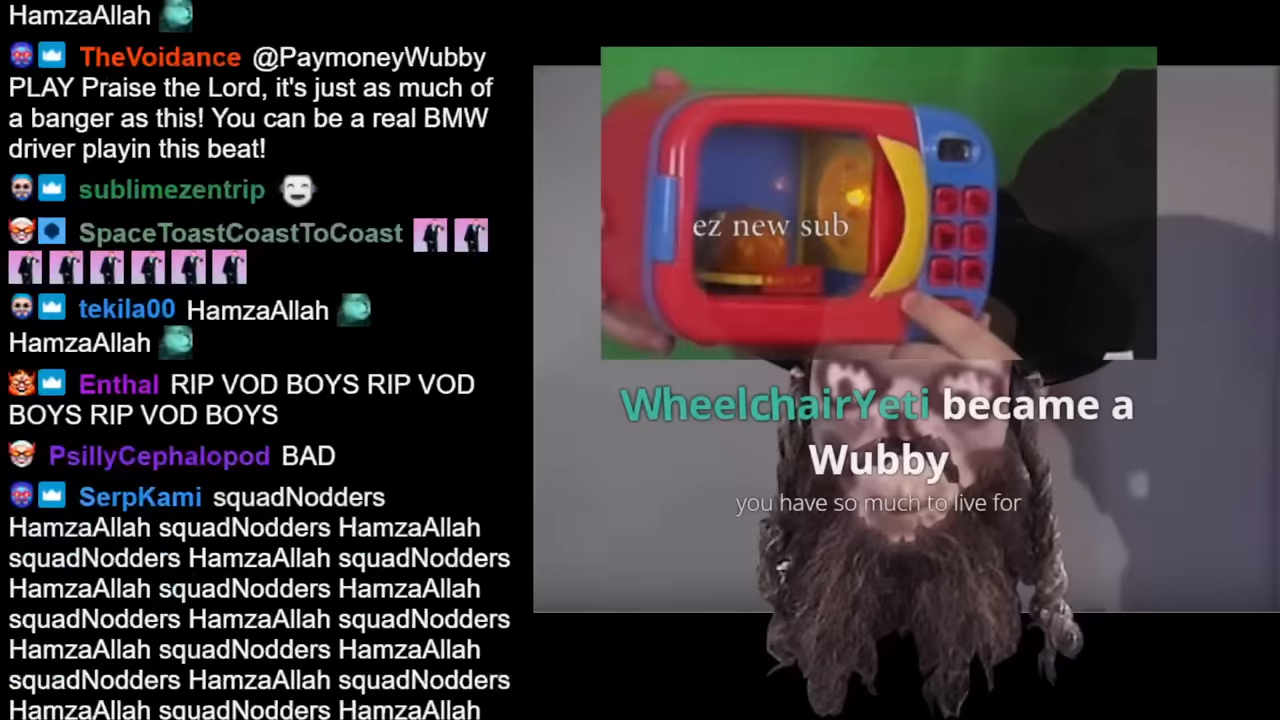 HamzaAllah
TheVoidance @PaymoneyWubby
PLAY Praise the Lord, it's just as much of
a banger as this! You can be a real BMW
driver playin this beat!
sublimezentrip
SpaceToastCoastToCoast
tekila00 HamzaAllah
HamzaAllah
Enthal RIP VOD BOYS RIP VOD
BOYS RIP VOD BOYS
PsillyCephalopod BAD
SerpKami squadNodders
HamzaAllah squadNodders HamzaAllah
squadNodders HamzaAllah squadNodders
HamzaAllah squadNodders HamzaAllah
squadNodders HamzaAllah squadNodders
HamzaAllah squadNodders HamzaAllah
squadNodders HamzaAllah squadNodders
HamzaAllah squadNodders HamzaAllah
ez new sub
WheelchairYeti became a
Wubby
you have so much to live for